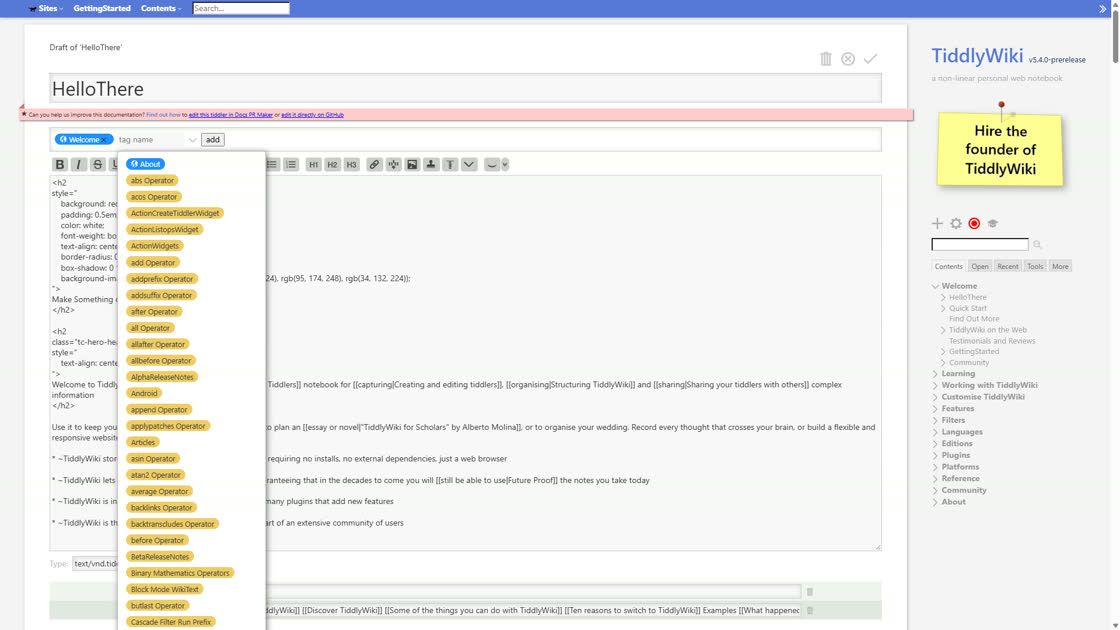 Sites
GettingStarted
Contents
Search...
Draft of 'HelloThere'
HelloThere
Can you help us improve this documentation? Find out how to edit this tiddler in Docs PR Maker or edit it directly on GitHub
Welcome ×
tag name
add
B I S U H1 H2 H3 T
<h2
style="
background: re
padding: 0.5em
color: white;
font-weight: bo
text-align: cente
border-radius: 0
box-shadow: 0
background-im 24), rgb(95, 174, 248), rgb(34, 132, 224));
">
Make Something
</h2>
<h2
class="tc-hero-he
style="
text-align: cent
">
Welcome to Tiddly Tiddlers]] notebook for [[capturing|Creating and editing tiddlers]], [[organising|Structuring TiddlyWiki]] and [[sharing|Sharing your tiddlers with others]] complex
information
</h2>
Use it to keep you to plan an [[essay or novel|"TiddlyWiki for Scholars" by Alberto Molina]], or to organise your wedding. Record every thought that crosses your brain, or build a flexible and
responsive website
* ~TiddlyWiki stor requiring no installs, no external dependencies, just a web browser
* ~TiddlyWiki lets ranteeing that in the decades to come you will [[still be able to use|Future Proof]] the notes you take today
* ~TiddlyWiki is in many plugins that add new features
* ~TiddlyWiki is th art of an extensive community of users
Type: text/vnd.tidd
ddlyWiki]] [[Discover TiddlyWiki]] [[Some of the things you can do with TiddlyWiki]] [[Ten reasons to switch to TiddlyWiki]] Examples [[What happened
About
abs Operator
acos Operator
ActionCreateTiddlerWidget
ActionListopsWidget
ActionWidgets
add Operator
addprefix Operator
addsuffix Operator
after Operator
all Operator
allafter Operator
allbefore Operator
AlphaReleaseNotes
Android
append Operator
applypatches Operator
Articles
asin Operator
atan2 Operator
average Operator
backlinks Operator
backtranscludes Operator
before Operator
BetaReleaseNotes
Binary Mathematics Operators
Block Mode WikiText
butlast Operator
Cascade Filter Run Prefix
TiddlyWiki v5.4.0-prerelease
a non-linear personal web notebook
Hire the
founder of
TiddlyWiki
Contents
Open
Recent
Tools
More
Welcome
HelloThere
Quick Start
Find Out More
TiddlyWiki on the Web
Testimonials and Reviews
GettingStarted
Community
Learning
Working with TiddlyWiki
Customise TiddlyWiki
Features
Filters
Languages
Editions
Plugins
Platforms
Reference
Community
About